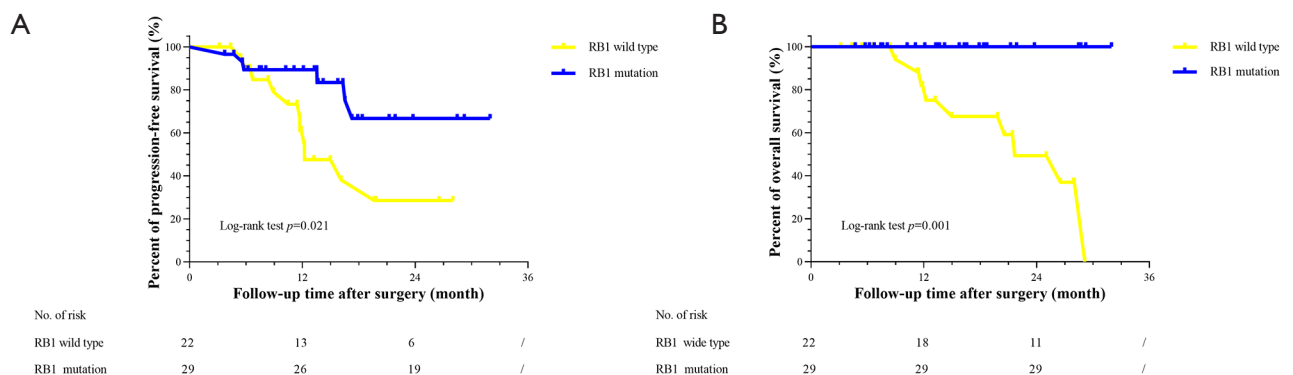 A
Percent of progression-free survival (%)
100
80
60
40
20
0
RB1 wild type
RB1 mutation
Log-rank test p=0.021
0 12 24 36
Follow-up time after surgery (month)
No. of risk
RB1 wild type 22 13 6 /
RB1 mutation 29 26 19 /
B
Percent of overall survival (%)
100
80
60
40
20
0
RB1 wild type
RB1 mutation
Log-rank test p=0.001
0 12 24 36
Follow-up time after surgery (month)
No. of risk
RB1 wide type 22 18 11 /
RB1 mutation 29 29 29 /